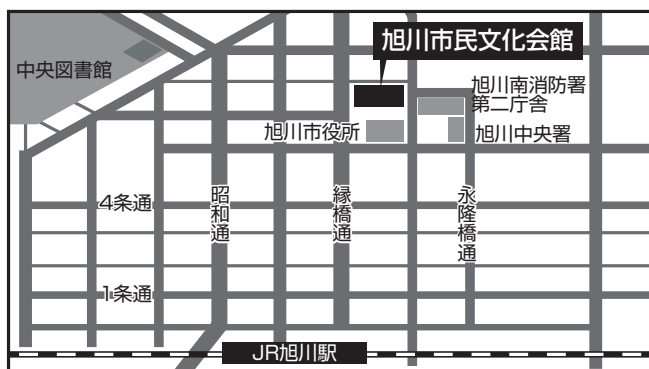 旭川市民文化会館
中央図書館
旭川南消防署
第二庁舎
旭川市役所
旭川中央署
4条通
昭和通
緑橋通
永隆橋通
1条通
JR旭川駅